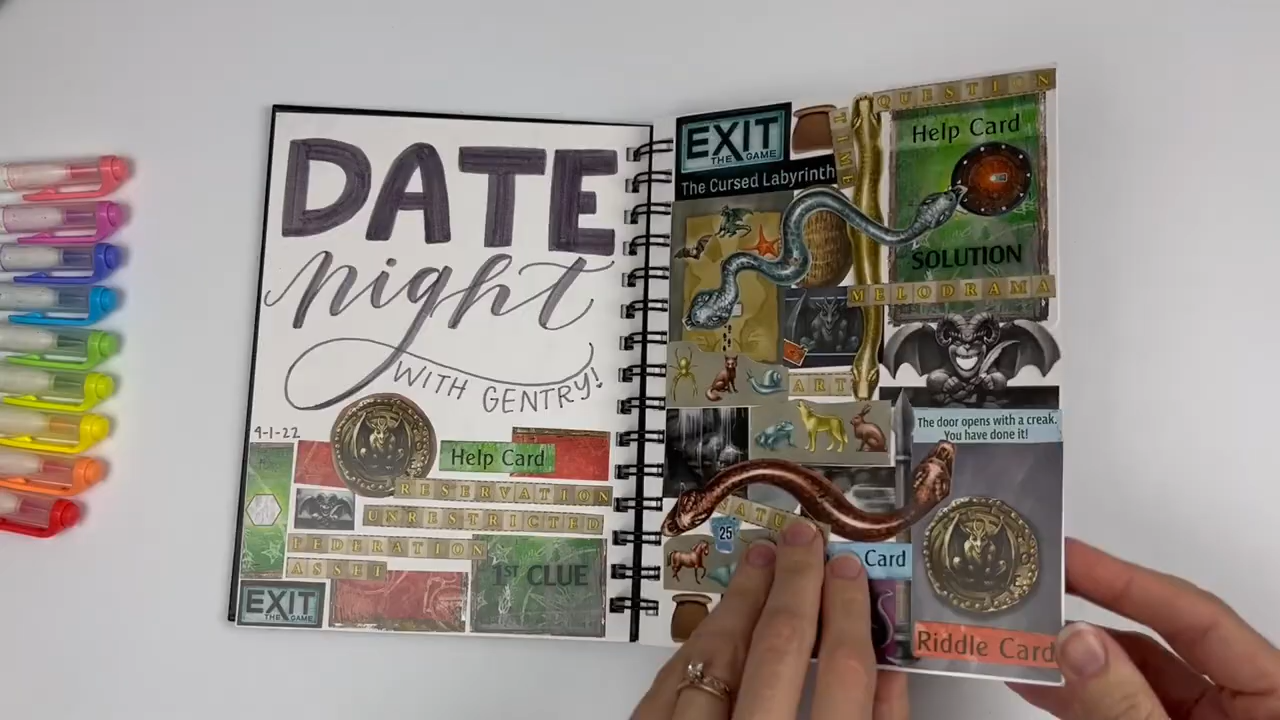 DATE
night
WITH GENTRY!
9-1-22
Help Card
RESERVATION
UNRESTRICTED
FEDERATION
ASSET
1ST CLUE
EXIT
THE GAME
EXIT
THE GAME
The Cursed Labyrinth
TIME
QUESTION
Help Card
SOLUTION
MELODRAMA
ART
The door opens with a creak.
You have done it!
25
Card
Riddle Card